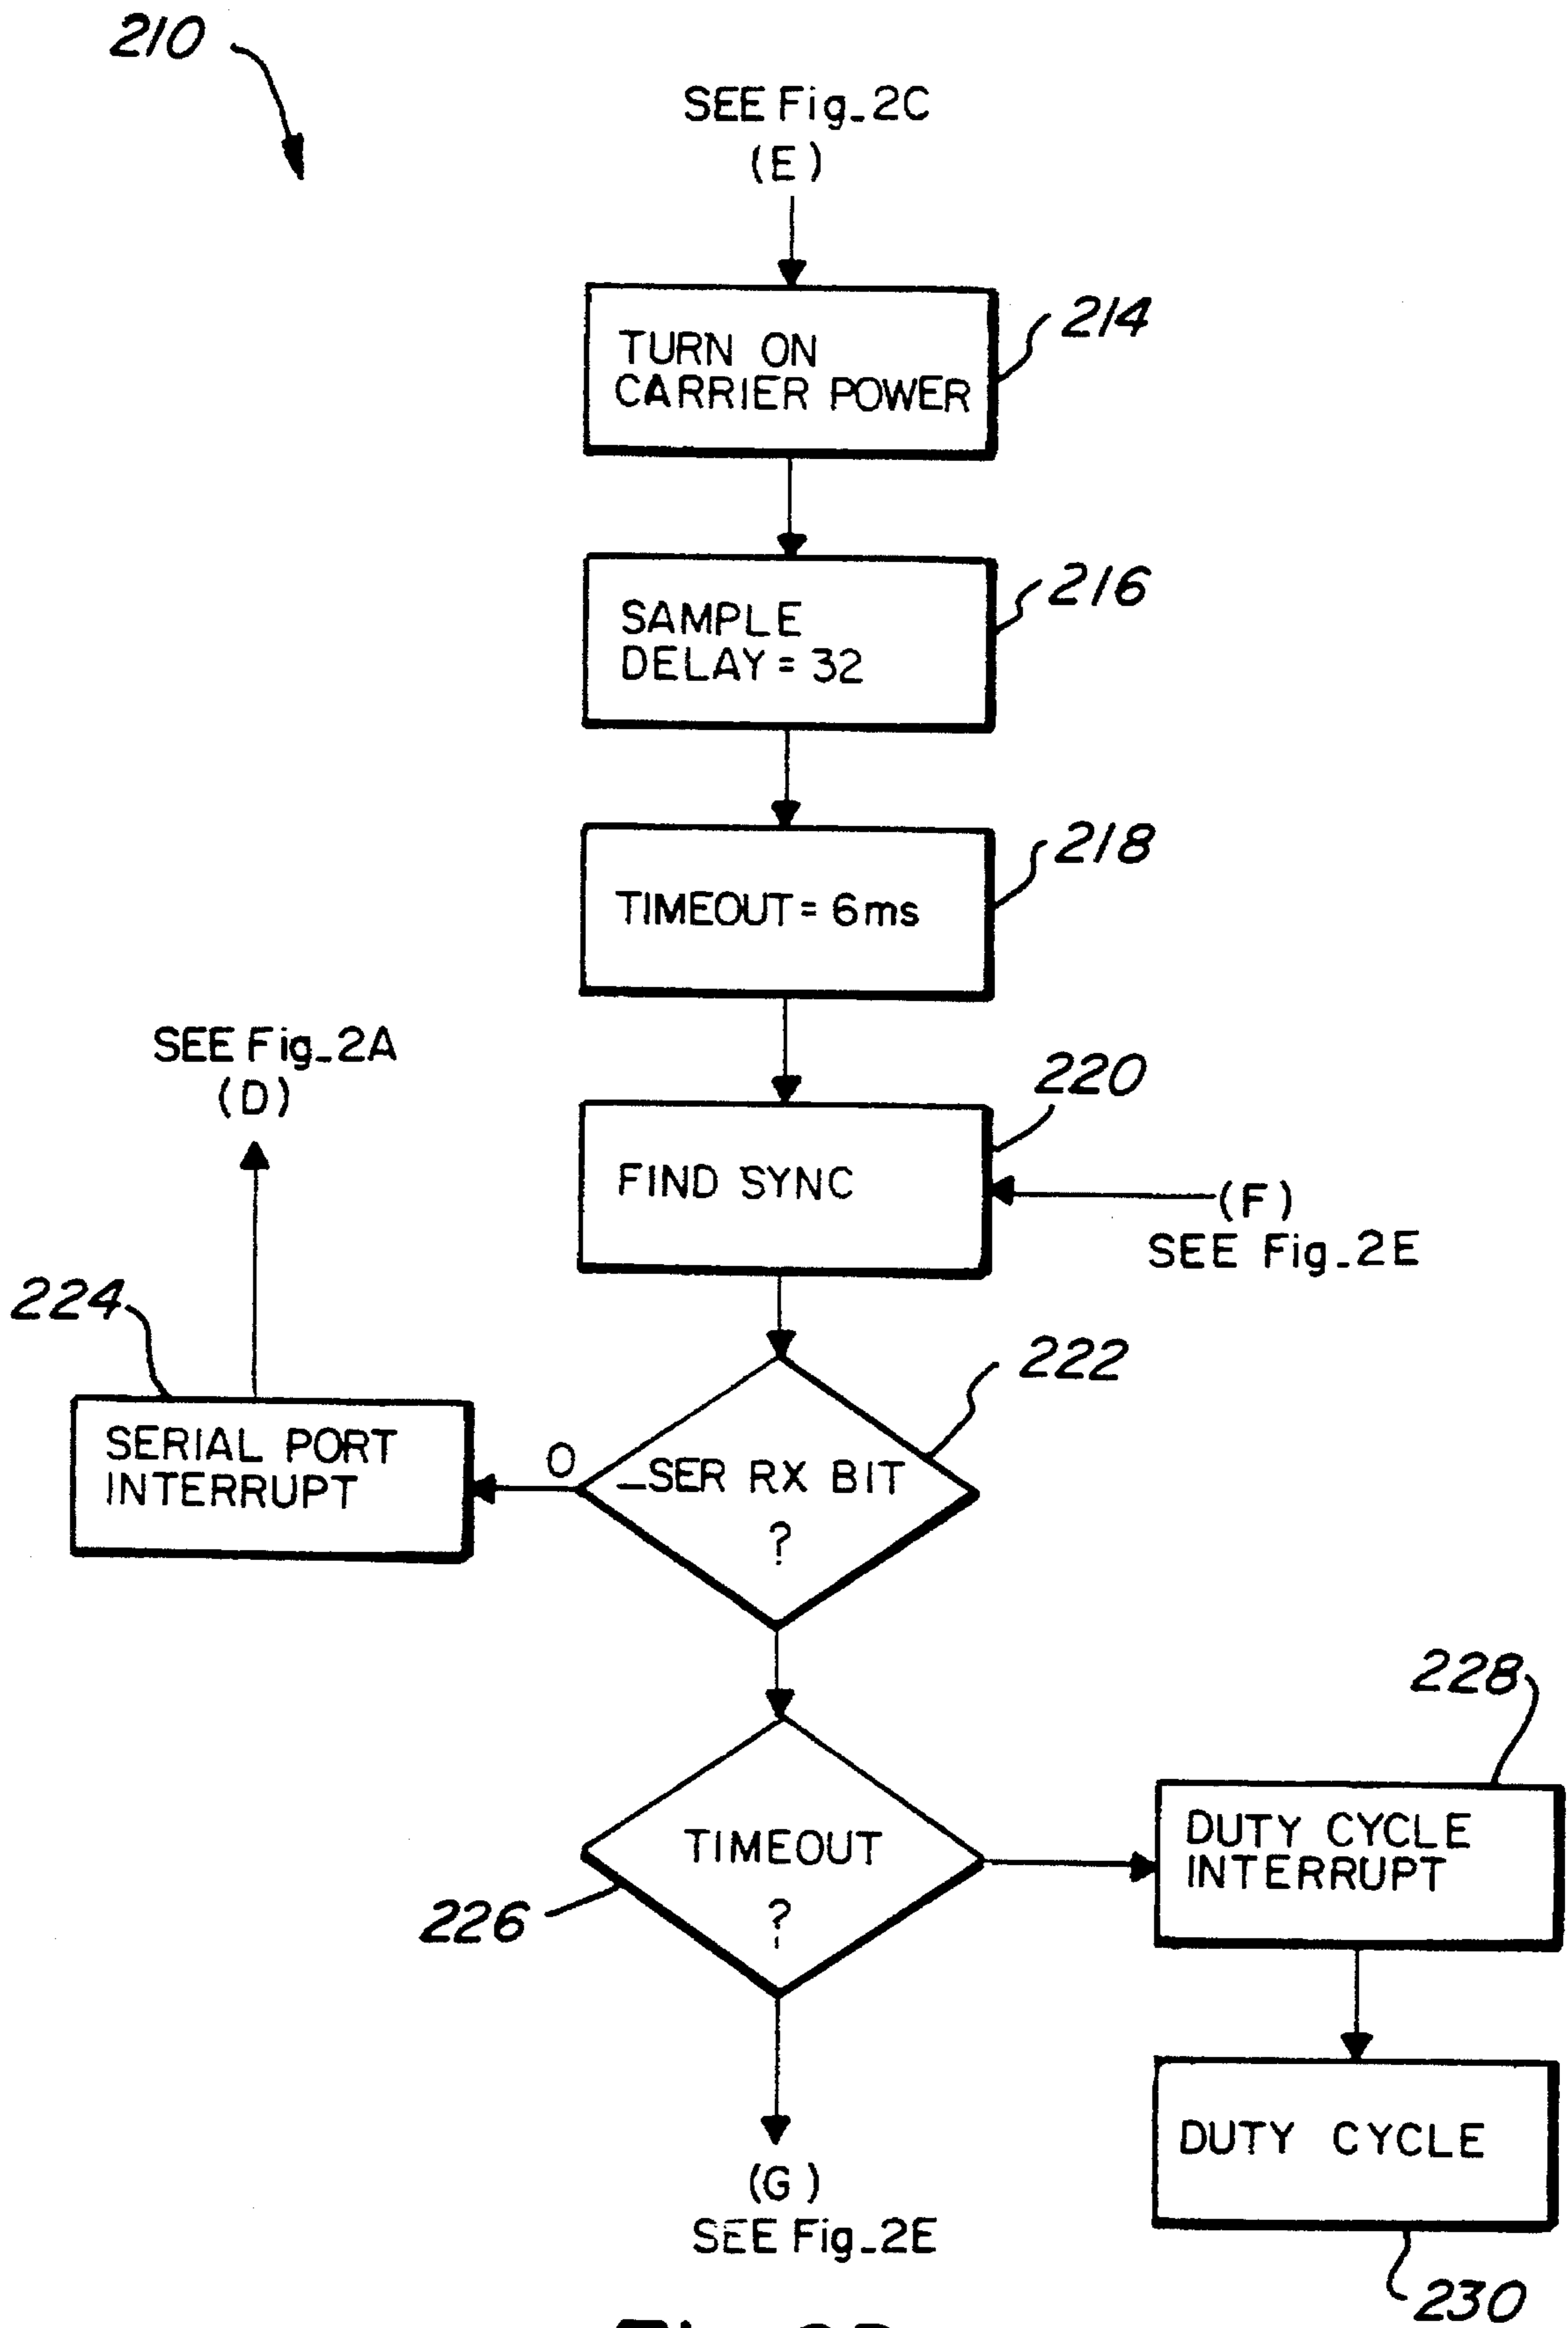 210
SEE Fig_2C
(E)
TURN ON
CARRIER POWER
214
SAMPLE
DELAY = 32
216
TIMEOUT = 6ms
218
SEE Fig_2A
(D)
FIND SYNC
220
(F)
SEE Fig_2E
224
SERIAL PORT
INTERRUPT
0
_SER RX BIT
?
222
TIMEOUT
?
226
228
DUTY CYCLE
INTERRUPT
DUTY CYCLE
230
(G)
SEE Fig_2E